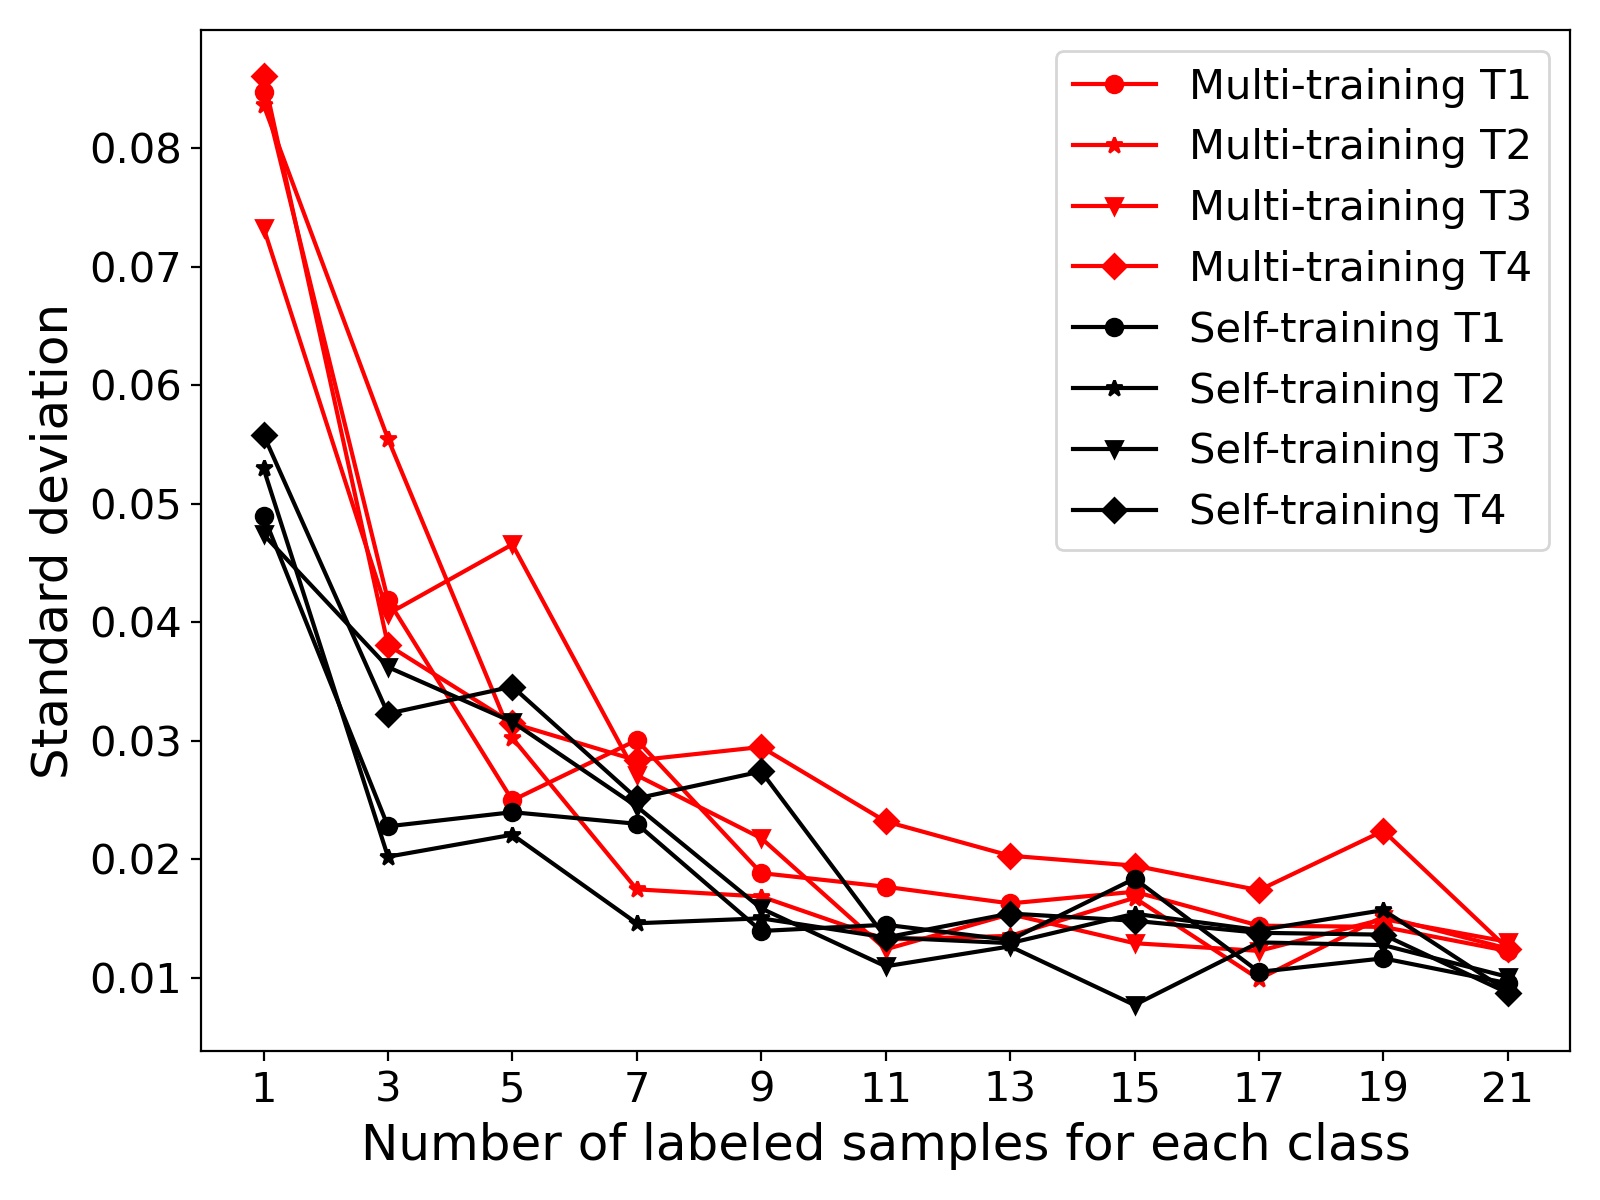 Multi-training T1
Multi-training T2
Multi-training T3
Multi-training T4
Self-training T1
Self-training T2
Self-training T3
Self-training T4
Standard deviation
0.08
0.07
0.06
0.05
0.04
0.03
0.02
0.01
1 3 5 7 9 11 13 15 17 19 21
Number of labeled samples for each class